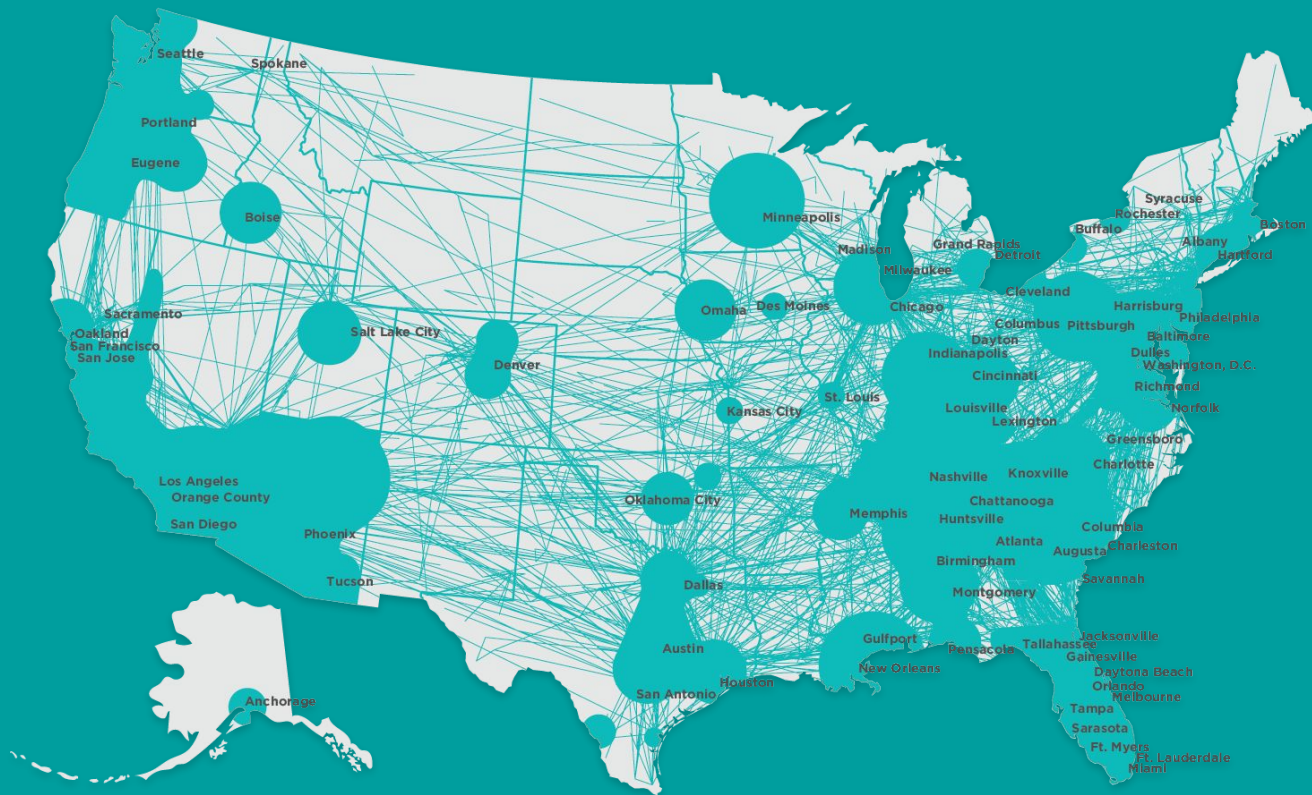 Seattle
Spokane
Portland
Eugene
Boise
Minneapolis
Syracuse
Rochester
Buffalo
Boston
Albany
Hartford
Madison
Grand Rapids
Detroit
Milwaukee
Cleveland
Chicago
Omaha
Des Moines
Harrisburg
Philadelphia
Sacramento
Oakland
San Francisco
San Jose
Salt Lake City
Columbus
Pittsburgh
Baltimore
Dayton
Indianapolis
Dulles
Washington, D.C.
Denver
Cincinnati
Richmond
Norfolk
St. Louis
Kansas City
Louisville
Lexington
Greensboro
Charlotte
Los Angeles
Orange County
San Diego
Phoenix
Tucson
Oklahoma City
Nashville
Knoxville
Chattanooga
Memphis
Huntsville
Columbia
Atlanta
Augusta
Charleston
Birmingham
Savannah
Montgomery
Dallas
Austin
Gulfport
Pensacola
Tallahassee
Jacksonville
Gainesville
New Orleans
Daytona Beach
Houston
San Antonio
Orlando
Melbourne
Anchorage
Tampa
Sarasota
Ft. Myers
Ft. Lauderdale
Miami